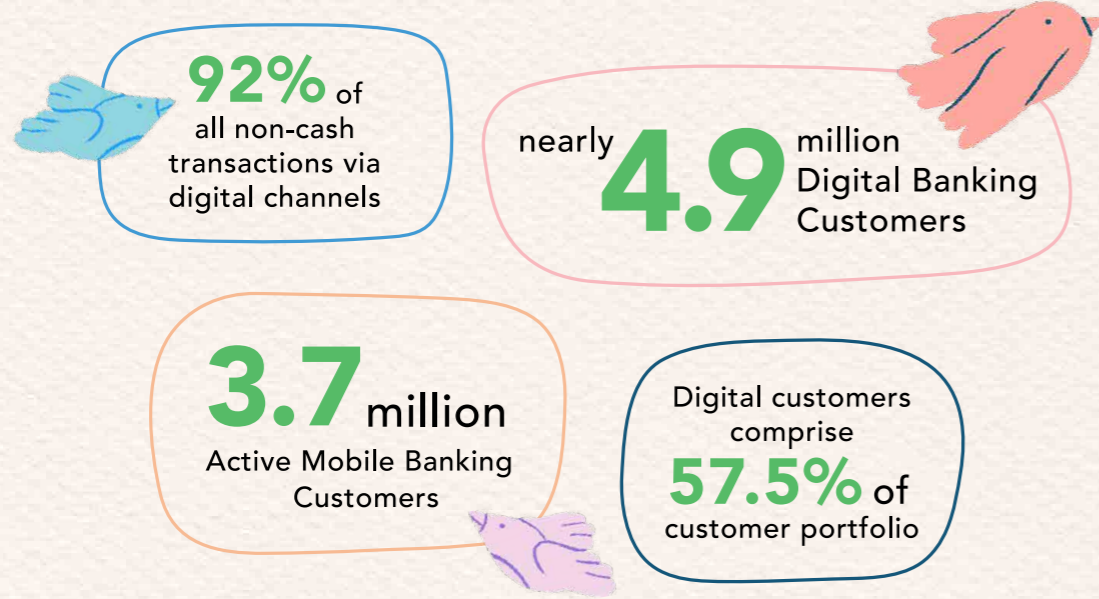 92% of
all non-cash
transactions via
digital channels
nearly 4.9 million
Digital Banking
Customers
3.7 million
Active Mobile Banking
Customers
Digital customers
comprise
57.5% of
customer portfolio